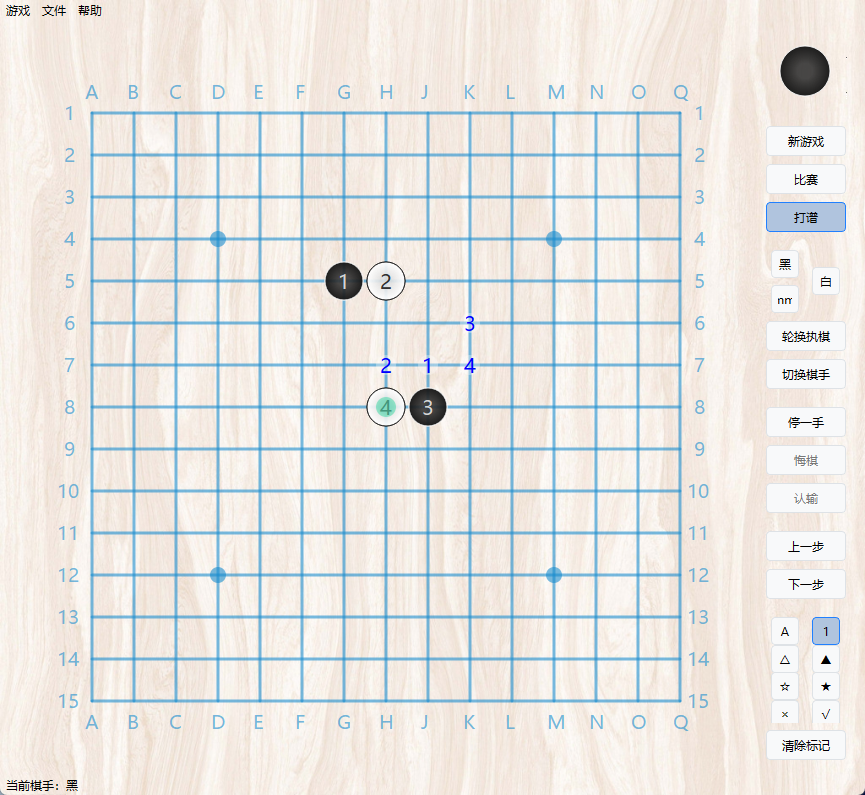 游戏 文件 帮助
A B C D E F G H J K L M N O Q
1 1
新游戏
2 2
比赛
3 3
打谱
4 4
黑
5 1 2 5
白
nm
6 3 6
轮换执棋
7 2 1 4 7
切换棋手
8 4 3 8
停一手
9 9
悔棋
10 10
认输
11 11
上一步
12 12
下一步
13 13
A 1
14 14
△ ▲
☆ ★
15 15
× √
A B C D E F G H J K L M N O Q
清除标记
当前棋手：黑